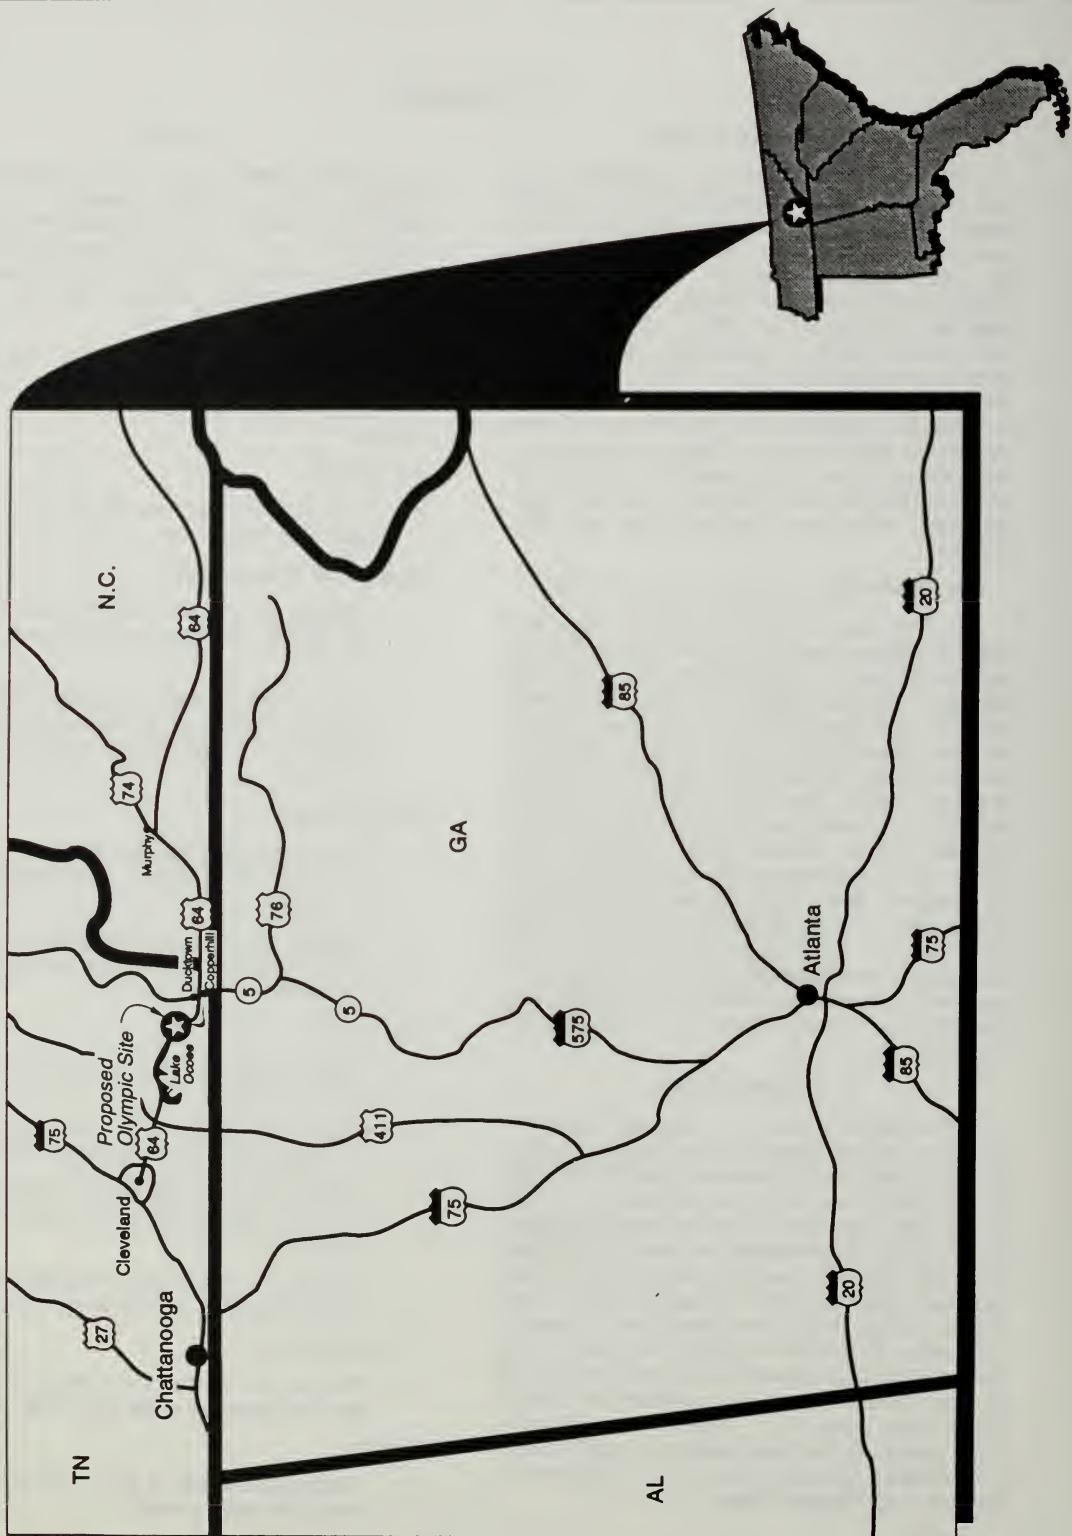 TN
27
Chattanooga
Cleveland
75
64
Proposed
Olympic Site
Lake
Ocoee
Ducktown
Copperhill
64
Murphy
74
64
N.C.
411
75
5
5
76
575
GA
85
AL
20
Atlanta
85
75
20